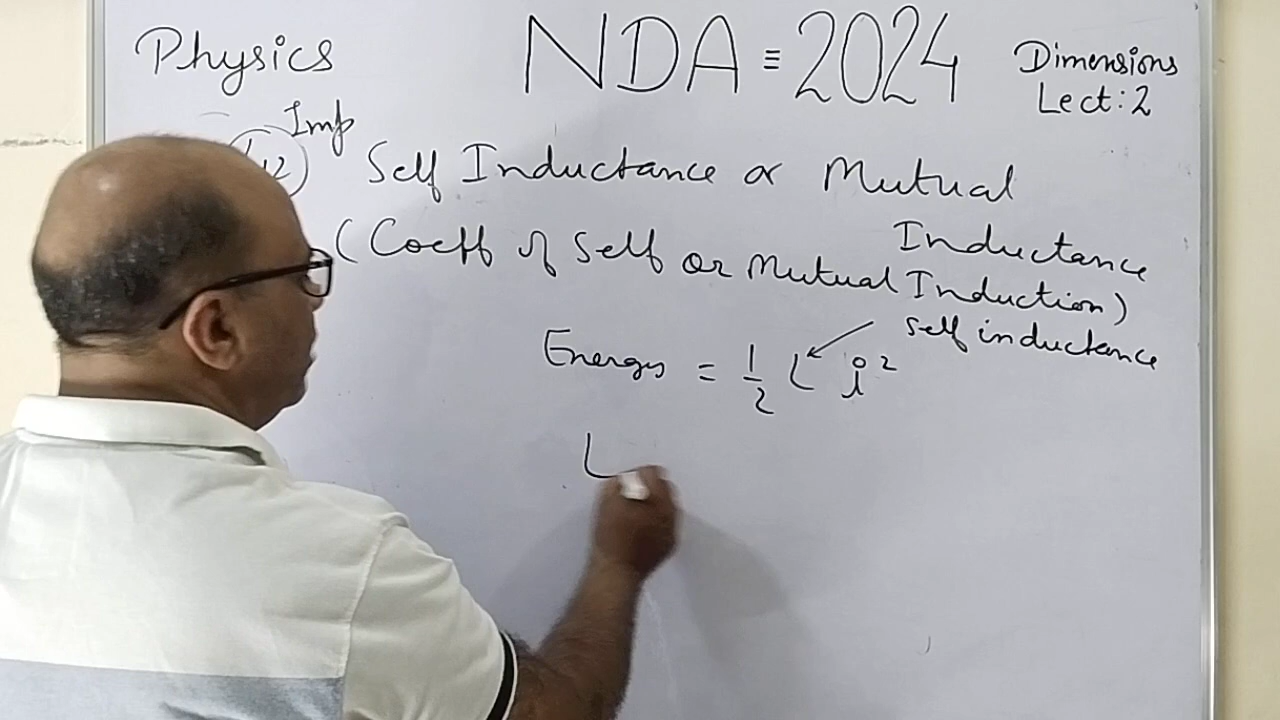 Physics
NDA ≡ 2024
Dimensions
Lect: 2
Imp
Self Inductance or Mutual
Inductance
(Coeff of Self or Mutual Induction)
Self inductance
Energy = 1/2 L i²
L